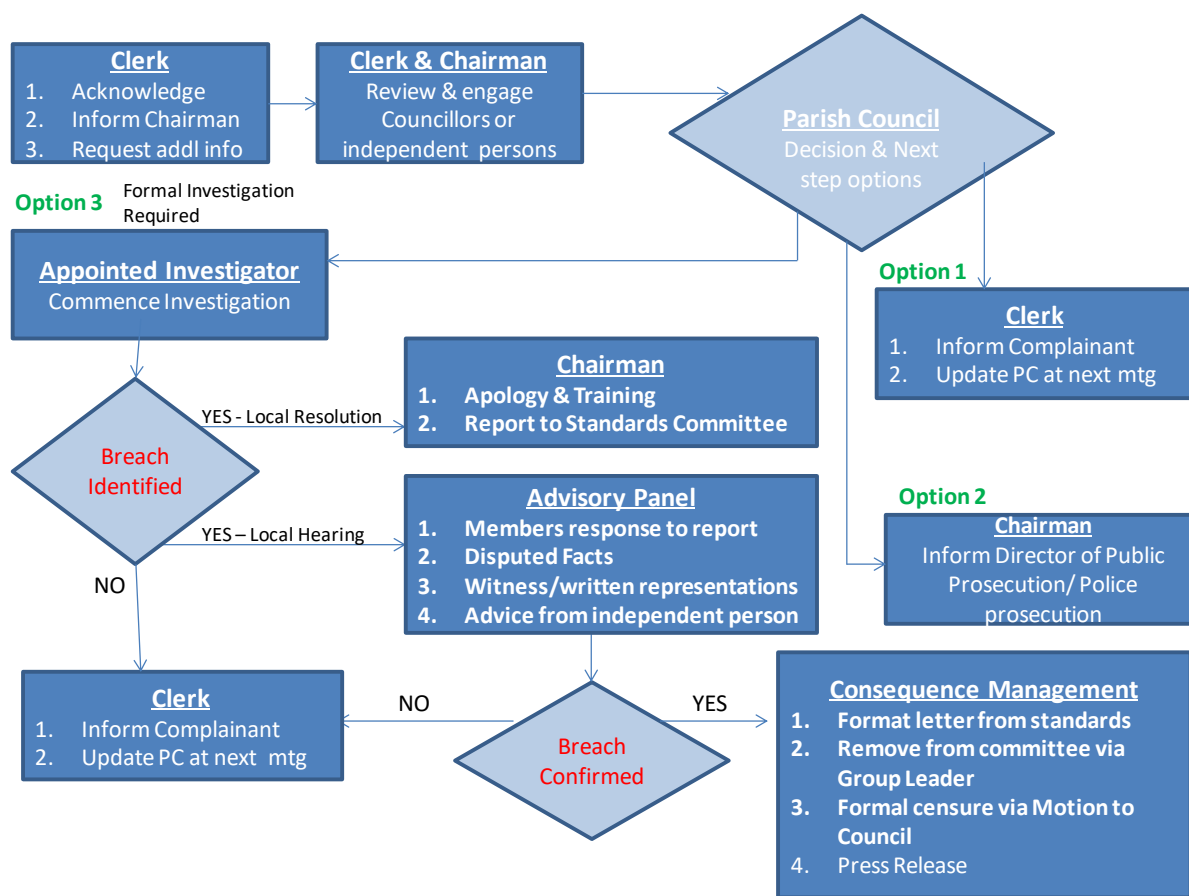 Clerk
1. Acknowledge
2. Inform Chairman
3. Request addl info
Clerk & Chairman
Review & engage
Councillors or
independent persons
Parish Council
Decision & Next
step options
Option 3
Formal Investigation
Required
Appointed Investigator
Commence Investigation
Option 1
Clerk
1. Inform Complainant
2. Update PC at next mtg
YES - Local Resolution
Chairman
1. Apology & Training
2. Report to Standards Committee
Breach
Identified
YES – Local Hearing
Advisory Panel
1. Members response to report
2. Disputed Facts
3. Witness/written representations
4. Advice from independent person
Option 2
Chairman
Inform Director of Public
Prosecution/ Police
prosecution
NO
Clerk
1. Inform Complainant
2. Update PC at next mtg
NO
Breach
Confirmed
YES
Consequence Management
1. Format letter from standards
2. Remove from committee via
Group Leader
3. Formal censure via Motion to
Council
4. Press Release